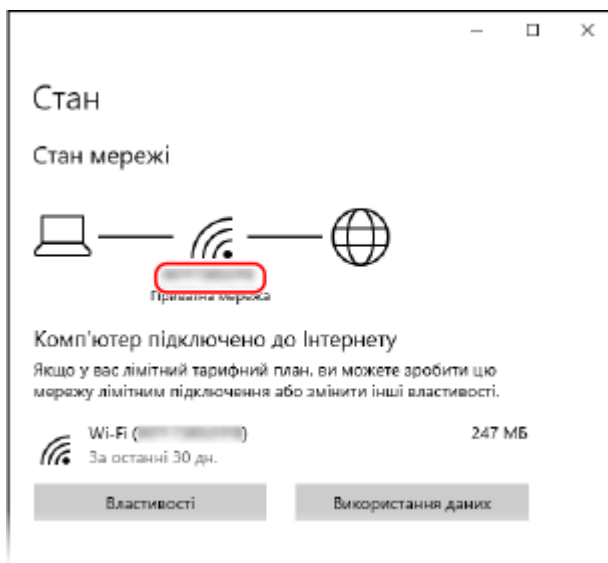 Стан
Стан мережі
Приватна мережа
Комп'ютер підключено до Інтернету
Якщо у вас лімітний тарифний план, ви можете зробити цю
мережу лімітним підключення або змінити інші властивості.
Wi-Fi ( )
247 МБ
За останні 30 дн.
Властивості
Використання даних